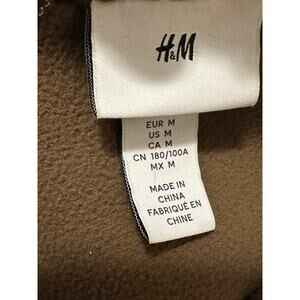 H&M
EUR M
US M
CA M
CN 180/100A
MX M
MADE IN
CHINA
FABRIQUÉ EN
CHINE